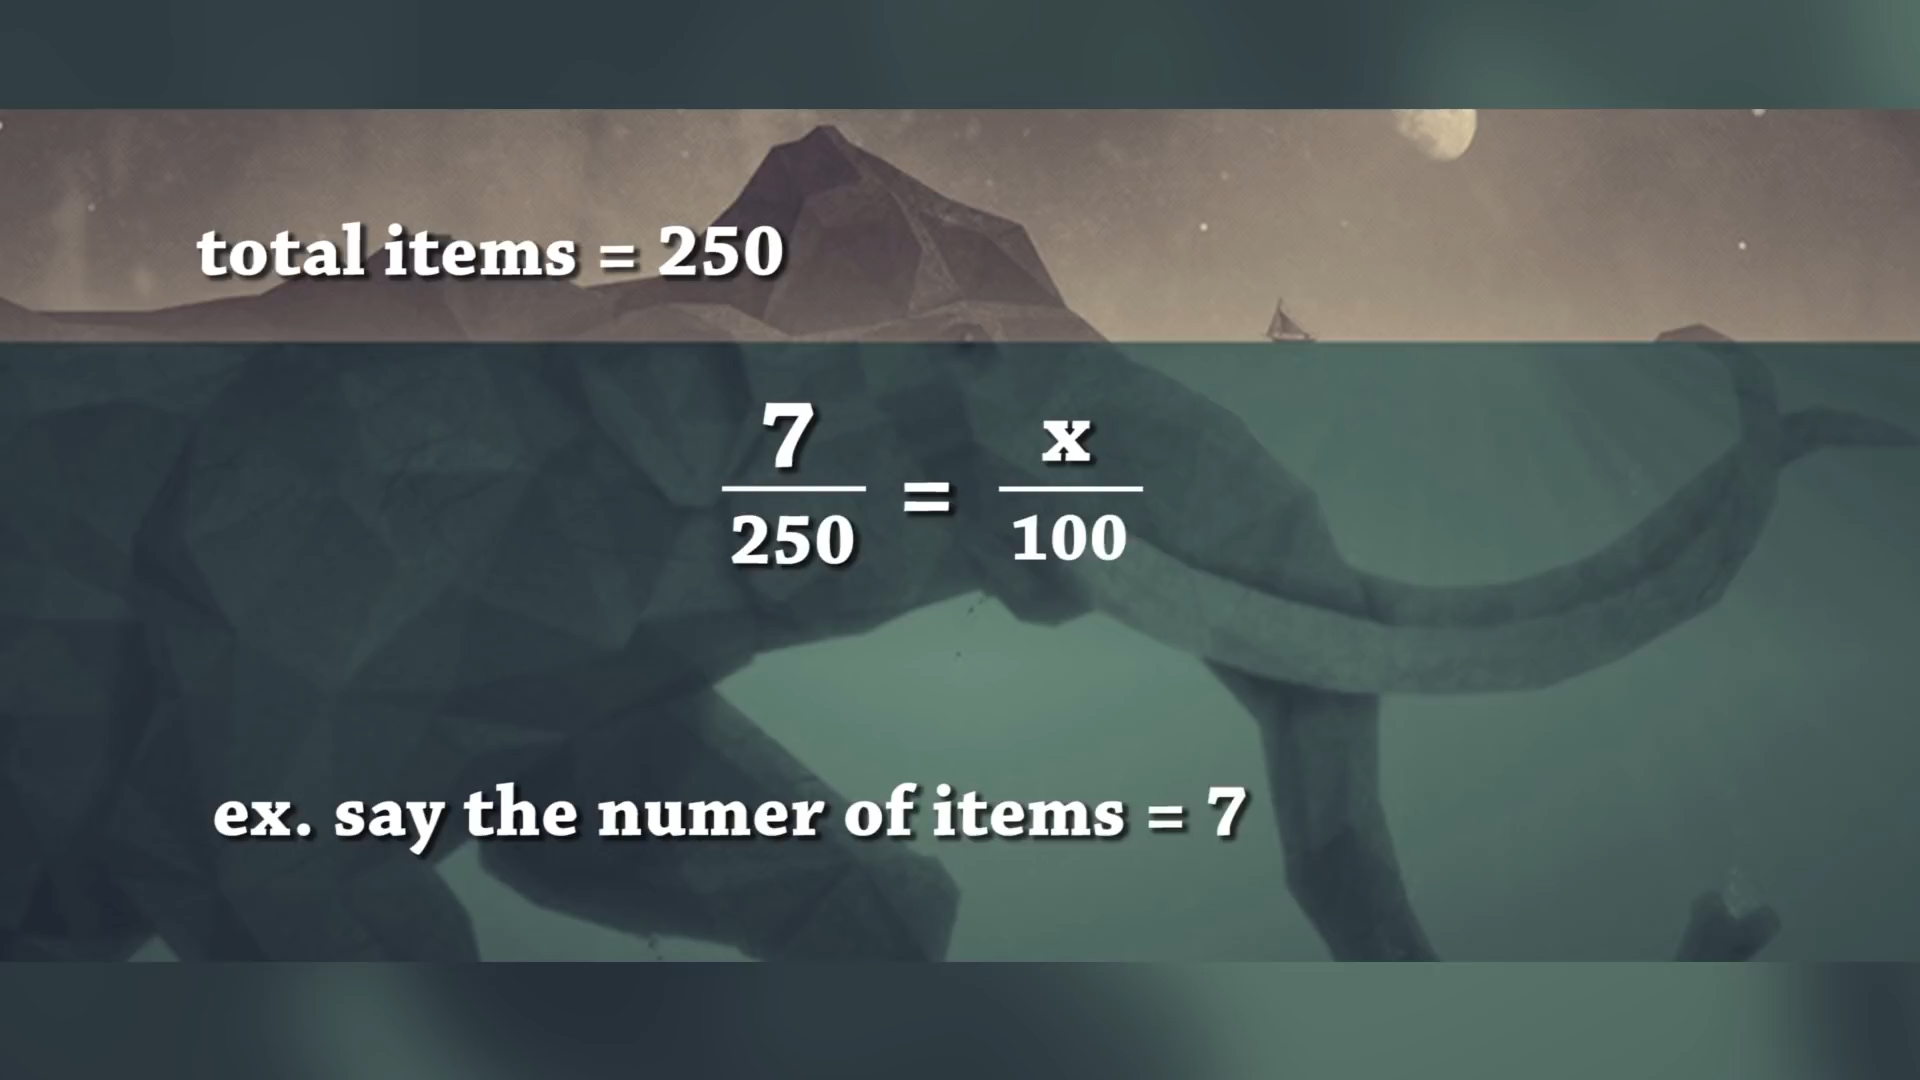 total items = 250
7/250 = x/100
ex. say the numer of items = 7